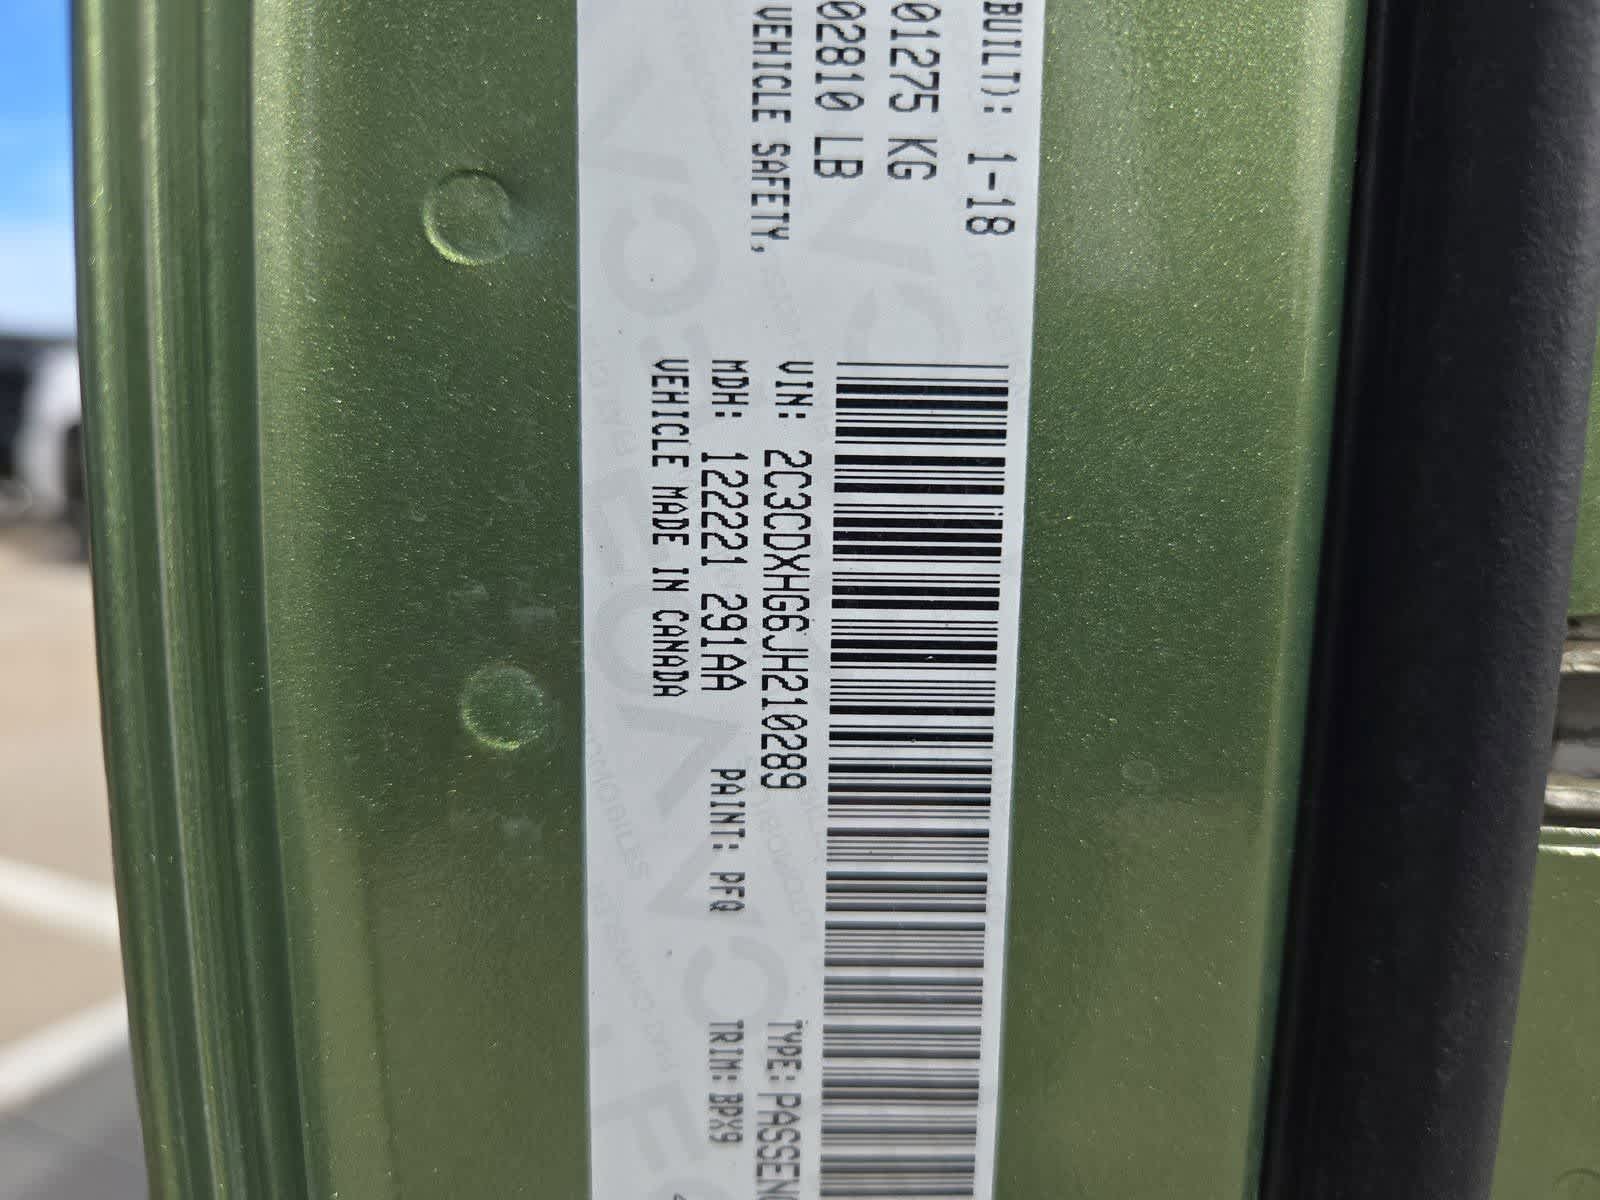 BUILT): 1-18
01275 KG
02810 LB
VEHICLE SAFETY,
VIN: 2C3CDXHG6JH210289
TYPE: PASSEN
MDH: 122221 291AA
PAINT: PFQ
TRIM: BPX9
VEHICLE MADE IN CANADA